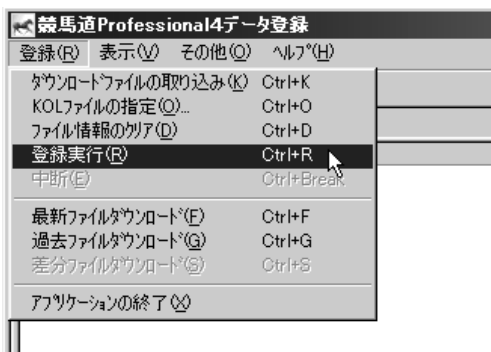 競馬道Professional4データ登録
登録(R) 表示(V) その他(O) ﾍﾙﾌﾟ(H)
ﾀﾞｳﾝﾛｰﾄﾞﾌｧｲﾙの取り込み(K) Ctrl+K
KOLﾌｧｲﾙの指定(O)... Ctrl+O
ﾌｧｲﾙ情報のｸﾘｱ(D) Ctrl+D
登録実行(R) Ctrl+R
中断(E) Ctrl+Break
最新ﾌｧｲﾙﾀﾞｳﾝﾛｰﾄﾞ(F) Ctrl+F
過去ﾌｧｲﾙﾀﾞｳﾝﾛｰﾄﾞ(G) Ctrl+G
差分ﾌｧｲﾙﾀﾞｳﾝﾛｰﾄﾞ(S) Ctrl+S
ｱﾌﾟﾘｹｰｼｮﾝの終了(X)